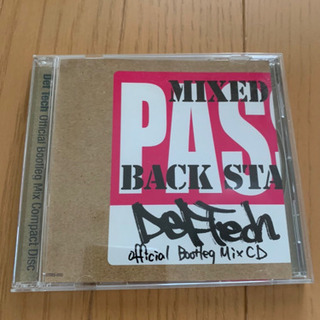 Def Tech Official Bootleg Mix Compact Disc
MIXED
PAS
BACK STA
DefTech
official Bootleg Mix CD